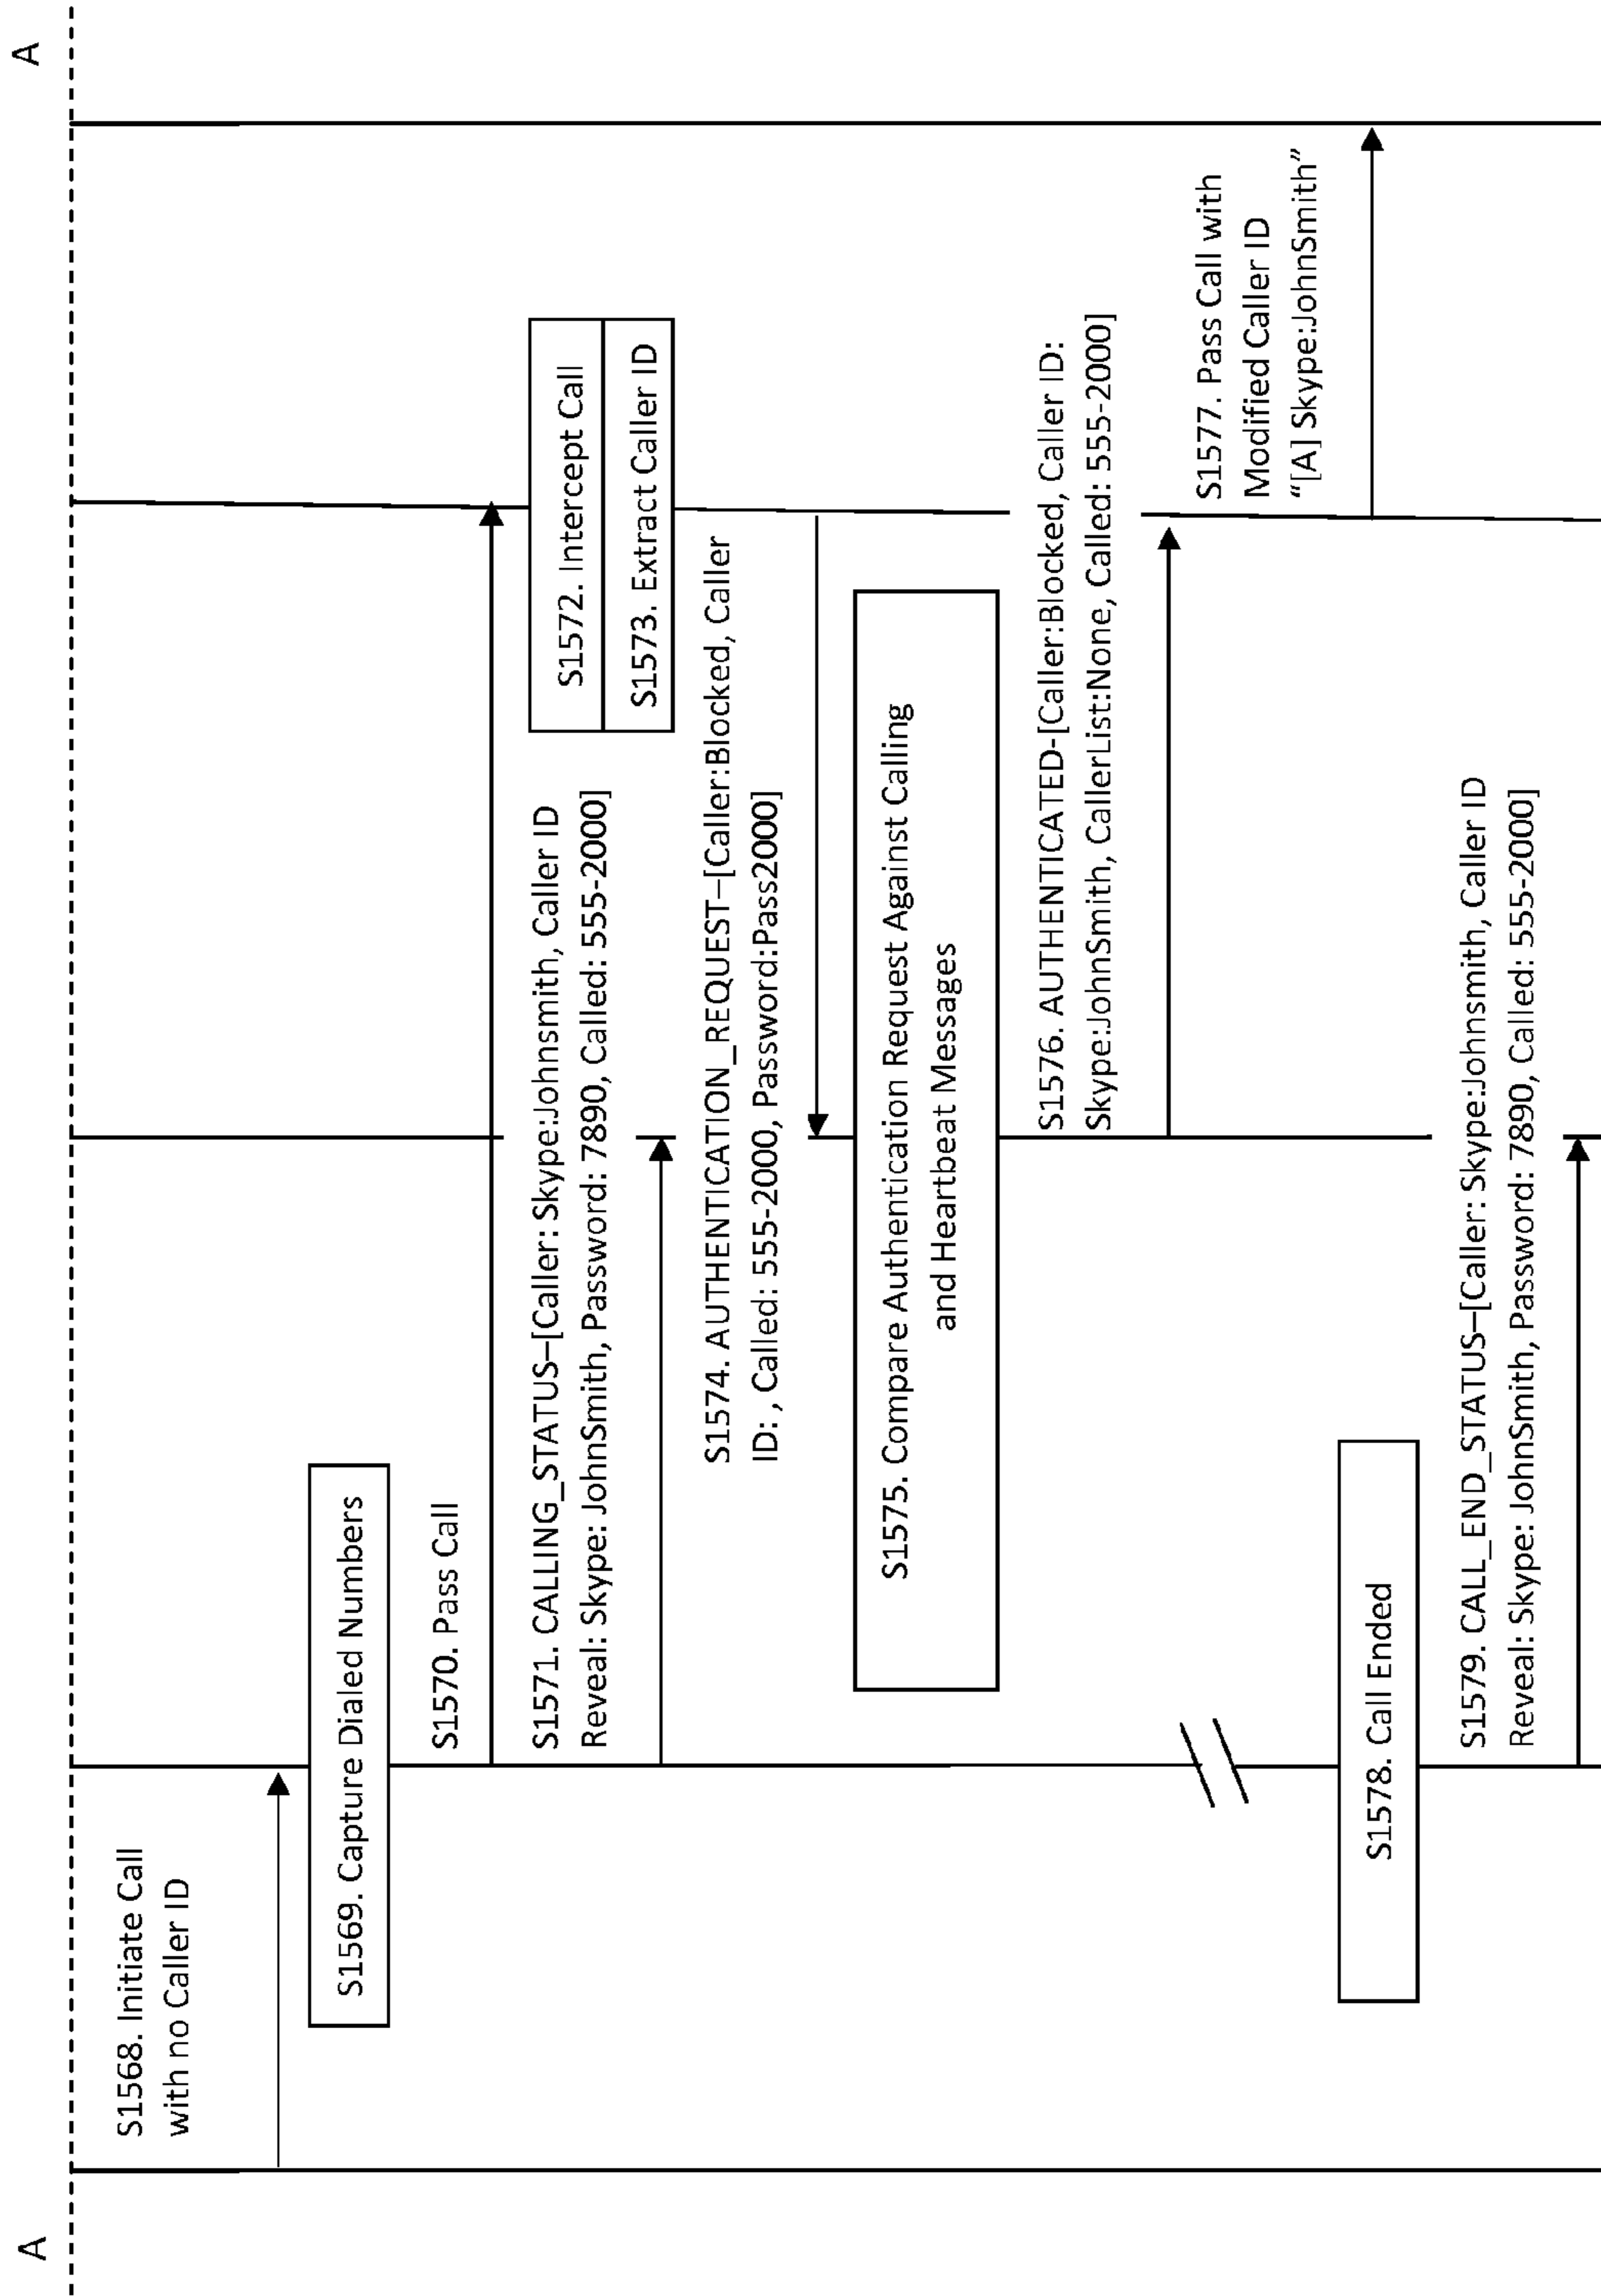 A
A
S1568. Initiate Call
with no Caller ID
S1569. Capture Dialed Numbers
S1570. Pass Call
S1571. CALLING_STATUS–[Caller: Skype:Johnsmith, Caller ID
Reveal: Skype: JohnSmith, Password: 7890, Called: 555-2000]
S1572. Intercept Call
S1573. Extract Caller ID
S1574. AUTHENTICATION_REQUEST–[Caller:Blocked, Caller
ID: , Called: 555-2000, Password:Pass2000]
S1575. Compare Authentication Request Against Calling
and Heartbeat Messages
S1576. AUTHENTICATED-[Caller:Blocked, Caller ID:
Skype:JohnSmith, CallerList:None, Called: 555-2000]
S1577. Pass Call with
Modified Caller ID
“[A] Skype:JohnSmith”
S1578. Call Ended
S1579. CALL_END_STATUS–[Caller: Skype:Johnsmith, Caller ID
Reveal: Skype: JohnSmith, Password: 7890, Called: 555-2000]